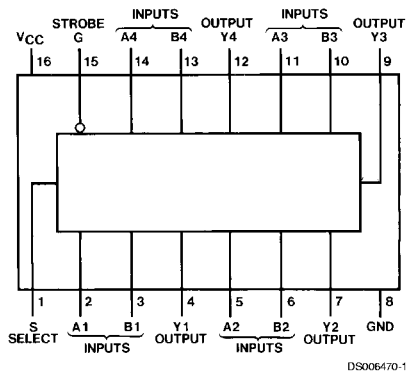 STROBE INPUTS OUTPUT INPUTS OUTPUT
VCC G A4 B4 Y4 A3 B3 Y3
16 15 14 13 12 11 10 9
1 2 3 4 5 6 7 8
S A1 B1 Y1 A2 B2 Y2 GND
SELECT INPUTS OUTPUT INPUTS OUTPUT
DS006470-1